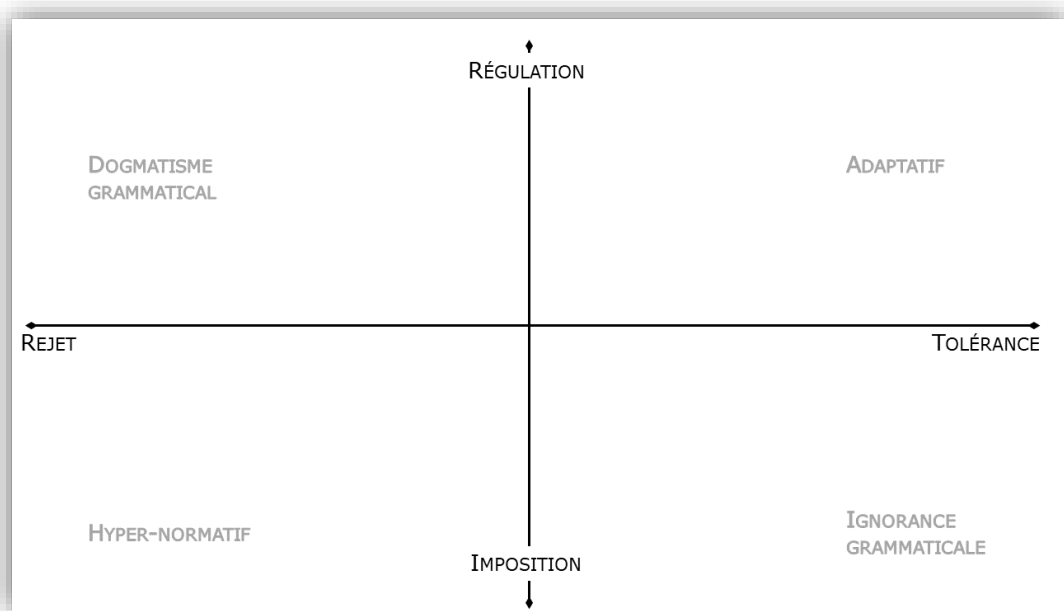 RÉGULATION
DOGMATISME
GRAMMATICAL
ADAPTATIF
REJET
TOLÉRANCE
HYPER-NORMATIF
IGNORANCE
GRAMMATICALE
IMPOSITION